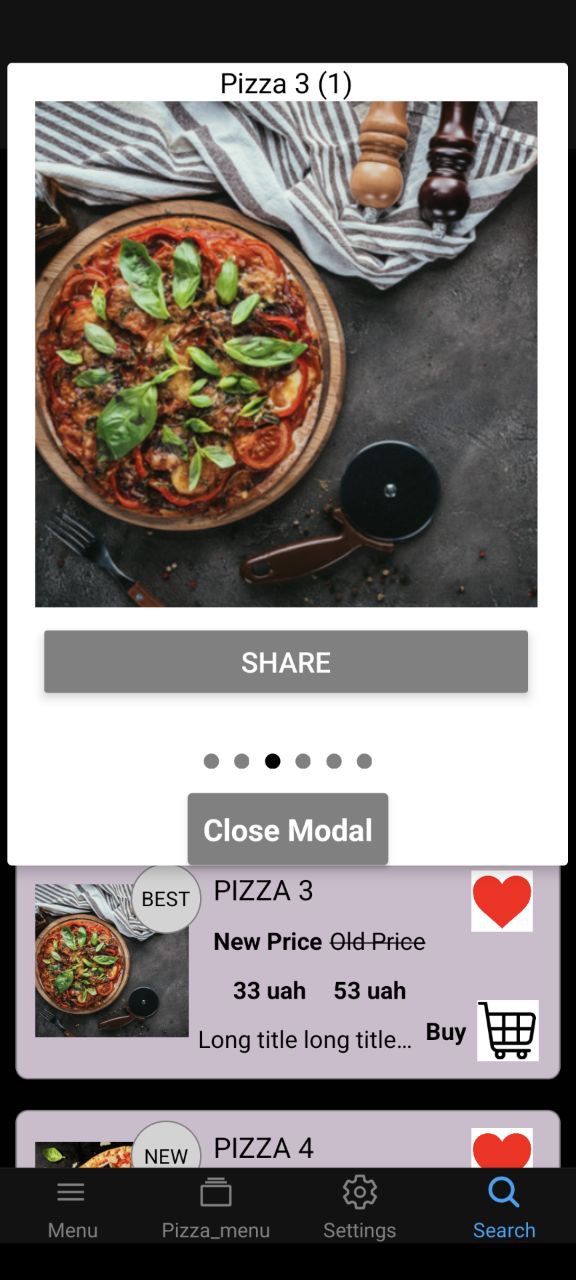 Pizza 3 (1)
SHARE
Close Modal
BEST
PIZZA 3
New Price Old Price
33 uah 53 uah
Long title long title...
Buy
NEW
PIZZA 4
Menu
Pizza_menu
Settings
Search